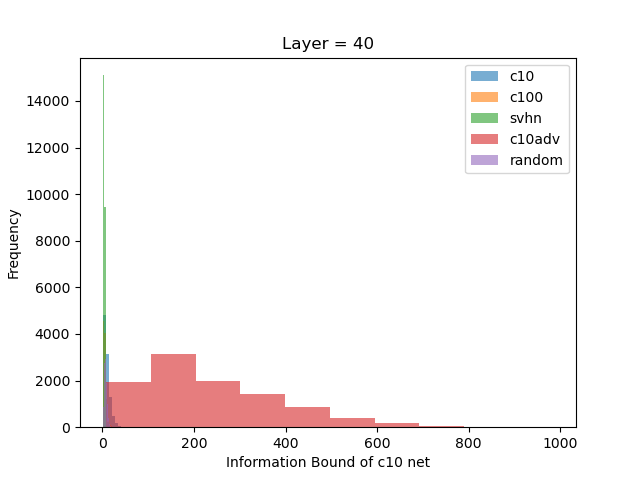 Layer = 40
c10
c100
svhn
c10adv
random
Frequency
14000
12000
10000
8000
6000
4000
2000
0
0 200 400 600 800 1000
Information Bound of c10 net